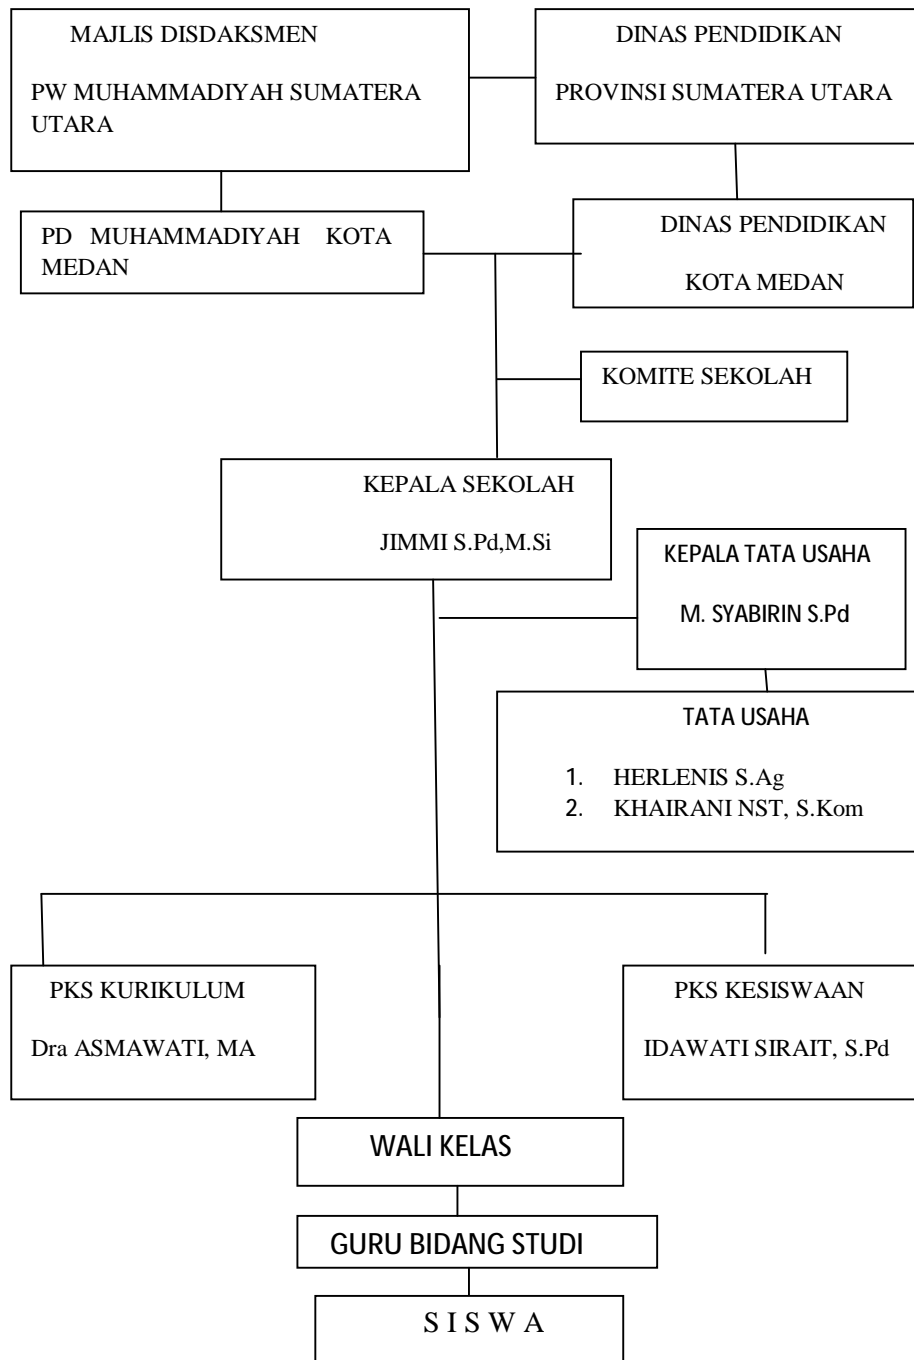 MAJLIS DISDAKSMEN
PW MUHAMMADIYAH SUMATERA
UTARA
DINAS PENDIDIKAN
PROVINSI SUMATERA UTARA
PD MUHAMMADIYAH KOTA
MEDAN
DINAS PENDIDIKAN
KOTA MEDAN
KOMITE SEKOLAH
KEPALA SEKOLAH
JIMMI S.Pd,M.Si
KEPALA TATA USAHA
M. SYABIRIN S.Pd
TATA USAHA
1. HERLENIS S.Ag
2. KHAIRANI NST, S.Kom
PKS KURIKULUM
Dra ASMAWATI, MA
PKS KESISWAAN
IDAWATI SIRAIT, S.Pd
WALI KELAS
GURU BIDANG STUDI
S I S W A